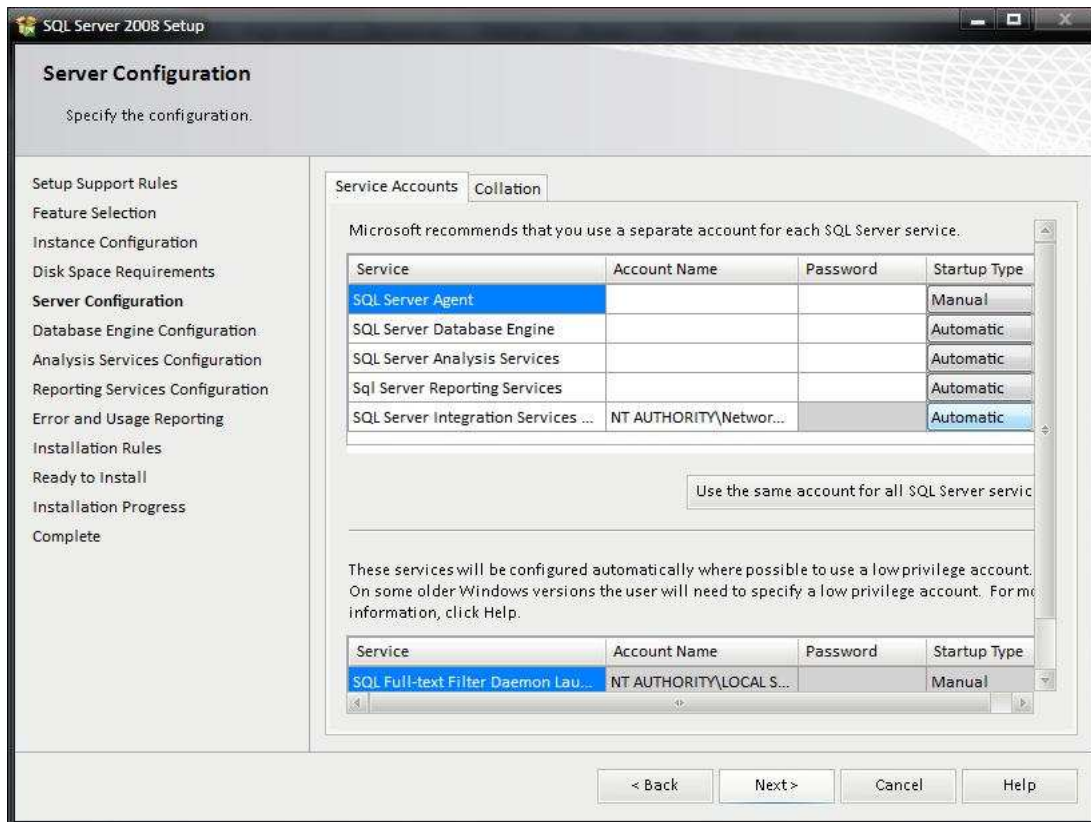 SQL Server 2008 Setup
Server Configuration
Specify the configuration.
Setup Support Rules
Feature Selection
Instance Configuration
Disk Space Requirements
Server Configuration
Database Engine Configuration
Analysis Services Configuration
Reporting Services Configuration
Error and Usage Reporting
Installation Rules
Ready to Install
Installation Progress
Complete
Service Accounts Collation
Microsoft recommends that you use a separate account for each SQL Server service.
Service Account Name Password Startup Type
SQL Server Agent Manual
SQL Server Database Engine Automatic
SQL Server Analysis Services Automatic
Sql Server Reporting Services Automatic
SQL Server Integration Services ... NT AUTHORITY\Networ... Automatic
Use the same account for all SQL Server servic
These services will be configured automatically where possible to use a low privilege account.
On some older Windows versions the user will need to specify a low privilege account. For mo
information, click Help.
Service Account Name Password Startup Type
SQL Full-text Filter Daemon Lau... NT AUTHORITY\LOCAL S... Manual
< Back Next > Cancel Help